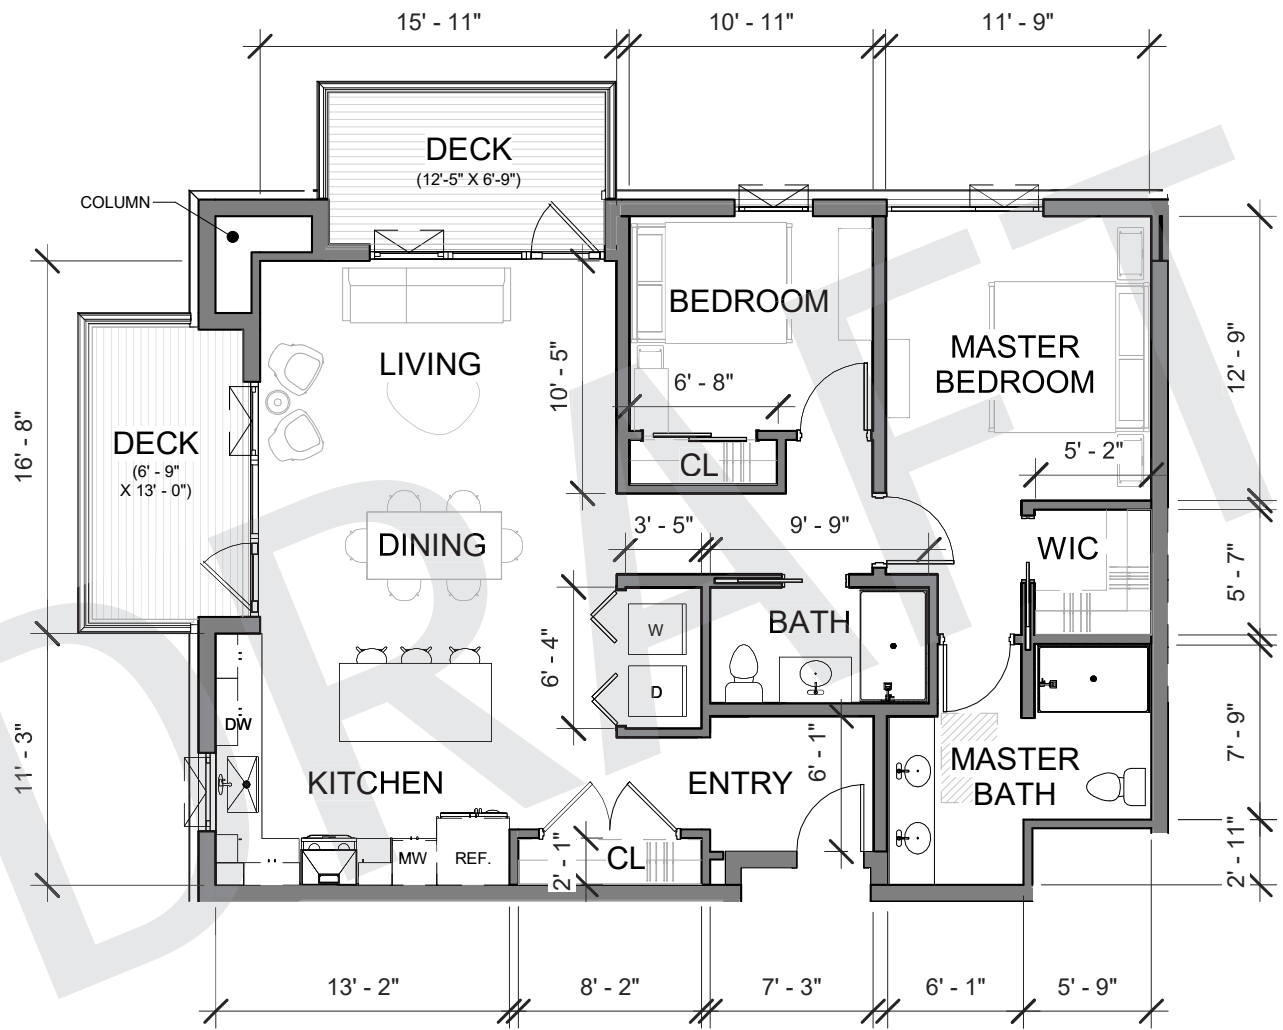 15' - 11"
10' - 11"
11' - 9"
DECK
(12'-5" X 6'-9")
COLUMN
BEDROOM
LIVING
MASTER
BEDROOM
10' - 5"
6' - 8"
12' - 9"
16' - 8"
DECK
(6' - 9"
X 13' - 0")
CL
5' - 2"
DINING
3' - 5"
9' - 9"
WIC
5' - 7"
BATH
W
D
6' - 4"
DW
KITCHEN
ENTRY
6' - 1"
MASTER
BATH
7' - 9"
11' - 3"
MW
REF.
2' - 1"
CL
2' - 11"
13' - 2"
8' - 2"
7' - 3"
6' - 1"
5' - 9"
DRAFT